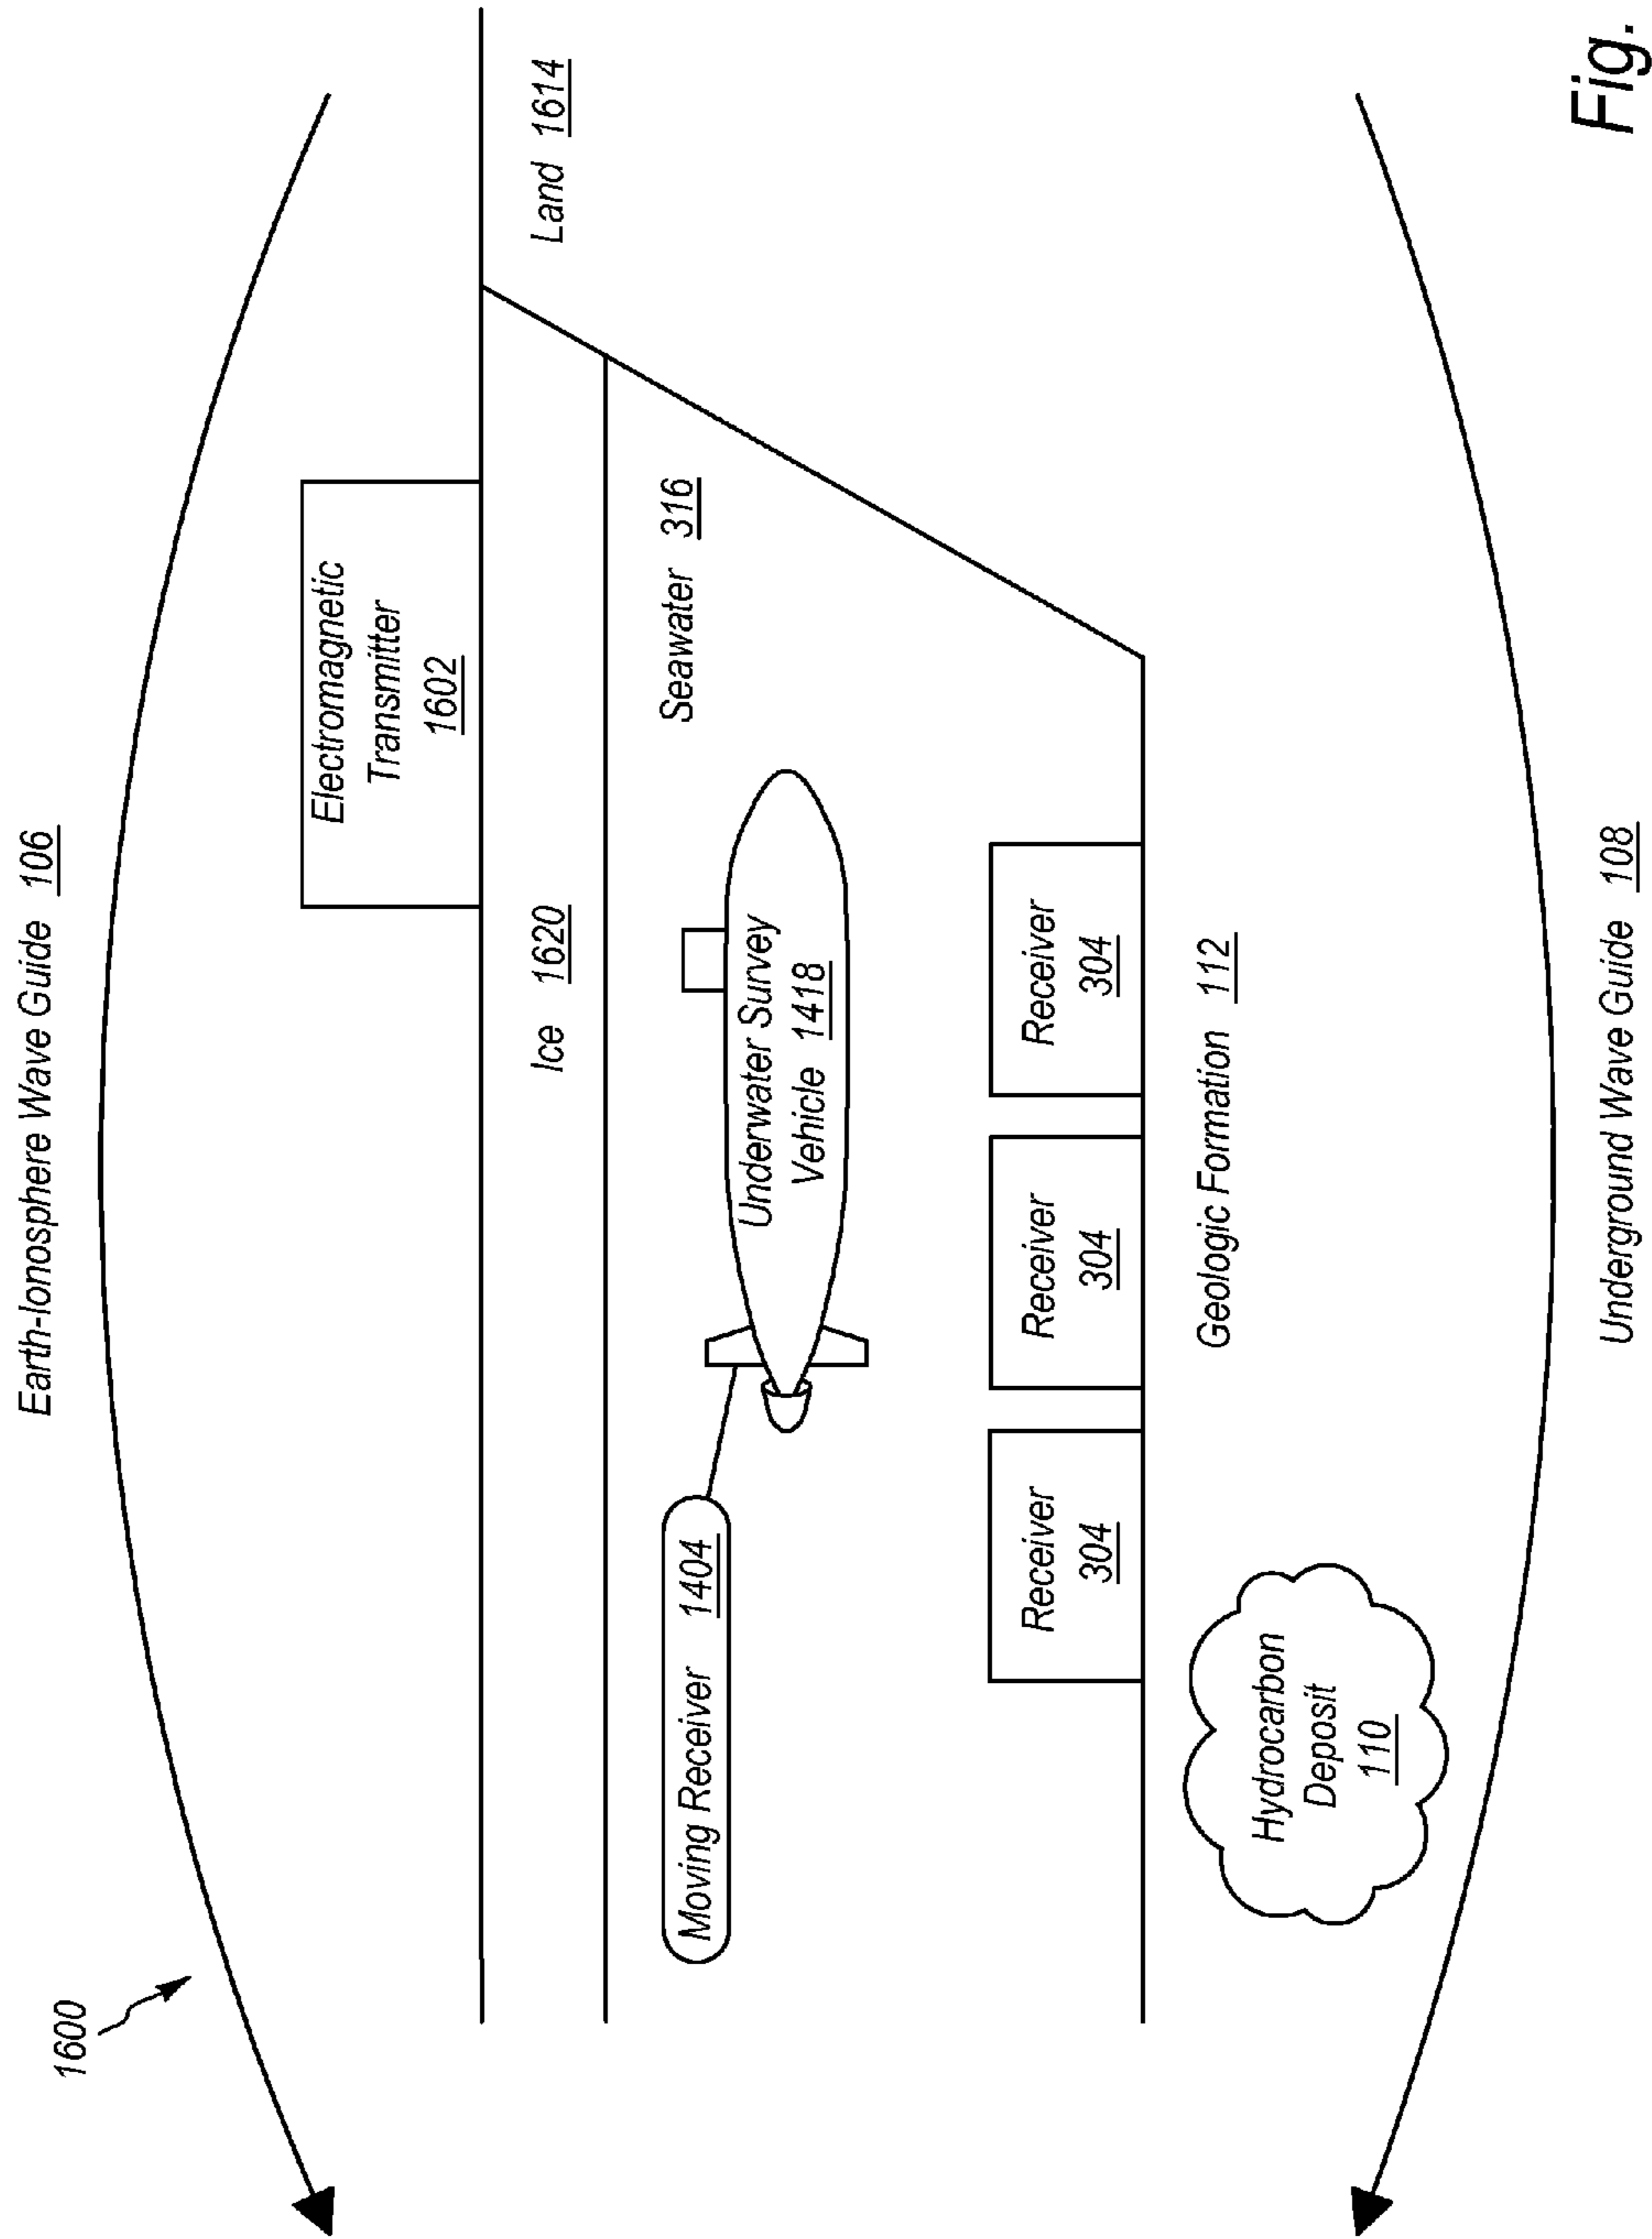 1600
Earth-Ionosphere Wave Guide 106
Electromagnetic
Transmitter
1602
Ice 1620
Land 1614
Moving Receiver 1404
Seawater 316
Underwater Survey
Vehicle 1418
Receiver
304
Receiver
304
Receiver
304
Hydrocarbon
Deposit
110
Geologic Formation 112
Underground Wave Guide 108
Fig.